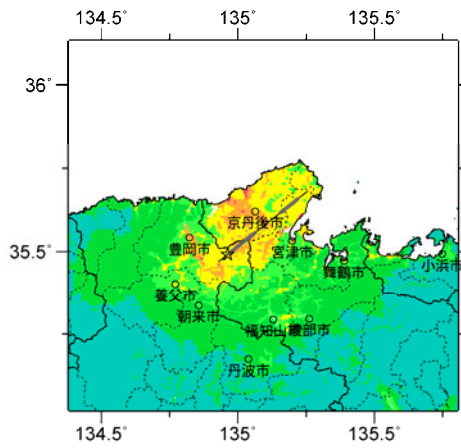 134.5°
135°
135.5°
36°
京丹後市
豊岡市
宮津市
35.5°
舞鶴市
小浜市
養父市
朝来市
福知山市
綾部市
丹波市
134.5°
135°
135.5°